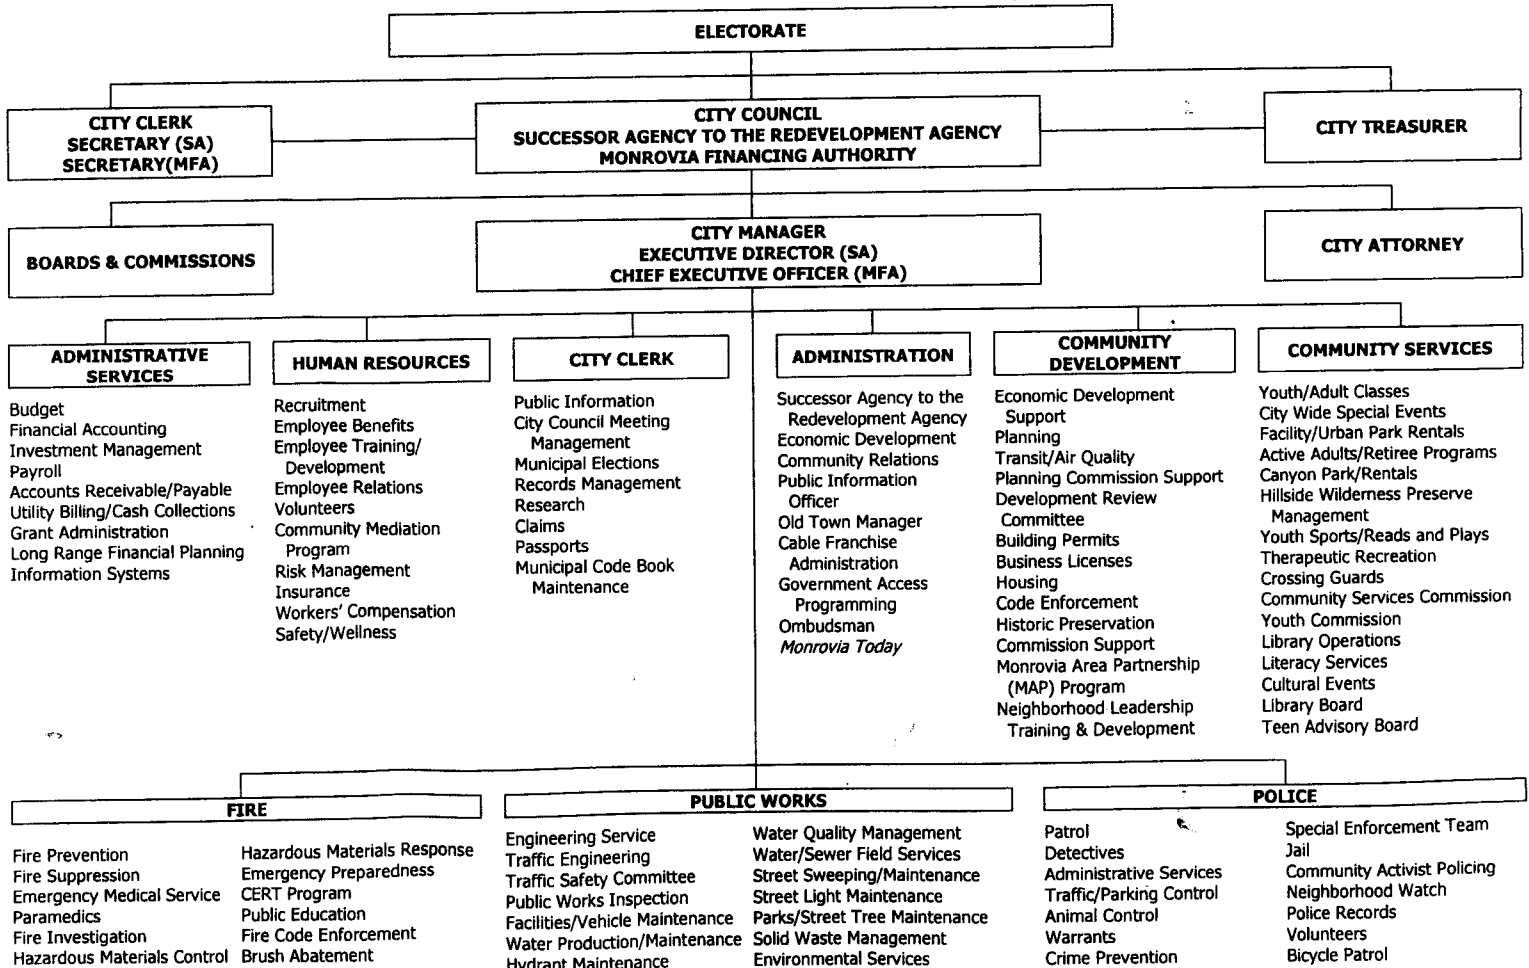 ELECTORATE
CITY CLERK
SECRETARY (SA)
SECRETARY(MFA)
CITY COUNCIL
SUCCESSOR AGENCY TO THE REDEVELOPMENT AGENCY
MONROVIA FINANCING AUTHORITY
CITY TREASURER
BOARDS & COMMISSIONS
CITY MANAGER
EXECUTIVE DIRECTOR (SA)
CHIEF EXECUTIVE OFFICER (MFA)
CITY ATTORNEY
ADMINISTRATIVE
SERVICES
Budget
Financial Accounting
Investment Management
Payroll
Accounts Receivable/Payable
Utility Billing/Cash Collections
Grant Administration
Long Range Financial Planning
Information Systems
HUMAN RESOURCES
Recruitment
Employee Benefits
Employee Training/
Development
Employee Relations
Volunteers
Community Mediation
Program
Risk Management
Insurance
Workers' Compensation
Safety/Wellness
CITY CLERK
Public Information
City Council Meeting
Management
Municipal Elections
Records Management
Research
Claims
Passports
Municipal Code Book
Maintenance
ADMINISTRATION
Successor Agency to the
Redevelopment Agency
Economic Development
Community Relations
Public Information
Officer
Old Town Manager
Cable Franchise
Administration
Government Access
Programming
Ombudsman
Monrovia Today
COMMUNITY
DEVELOPMENT
Economic Development
Support
Planning
Transit/Air Quality
Planning Commission Support
Development Review
Committee
Building Permits
Business Licenses
Housing
Code Enforcement
Historic Preservation
Commission Support
Monrovia Area Partnership
(MAP) Program
Neighborhood Leadership
Training & Development
COMMUNITY SERVICES
Youth/Adult Classes
City Wide Special Events
Facility/Urban Park Rentals
Active Adults/Retiree Programs
Canyon Park/Rentals
Hillside Wilderness Preserve
Management
Youth Sports/Reads and Plays
Therapeutic Recreation
Crossing Guards
Community Services Commission
Youth Commission
Library Operations
Literacy Services
Cultural Events
Library Board
Teen Advisory Board
FIRE
Fire Prevention
Fire Suppression
Emergency Medical Service
Paramedics
Fire Investigation
Hazardous Materials Control
Hazardous Materials Response
Emergency Preparedness
CERT Program
Public Education
Fire Code Enforcement
Brush Abatement
PUBLIC WORKS
Engineering Service
Traffic Engineering
Traffic Safety Committee
Public Works Inspection
Facilities/Vehicle Maintenance
Water Production/Maintenance
Hydrant Maintenance
Water Quality Management
Water/Sewer Field Services
Street Sweeping/Maintenance
Street Light Maintenance
Parks/Street Tree Maintenance
Solid Waste Management
Environmental Services
POLICE
Patrol
Detectives
Administrative Services
Traffic/Parking Control
Animal Control
Warrants
Crime Prevention
Special Enforcement Team
Jail
Community Activist Policing
Neighborhood Watch
Police Records
Volunteers
Bicycle Patrol